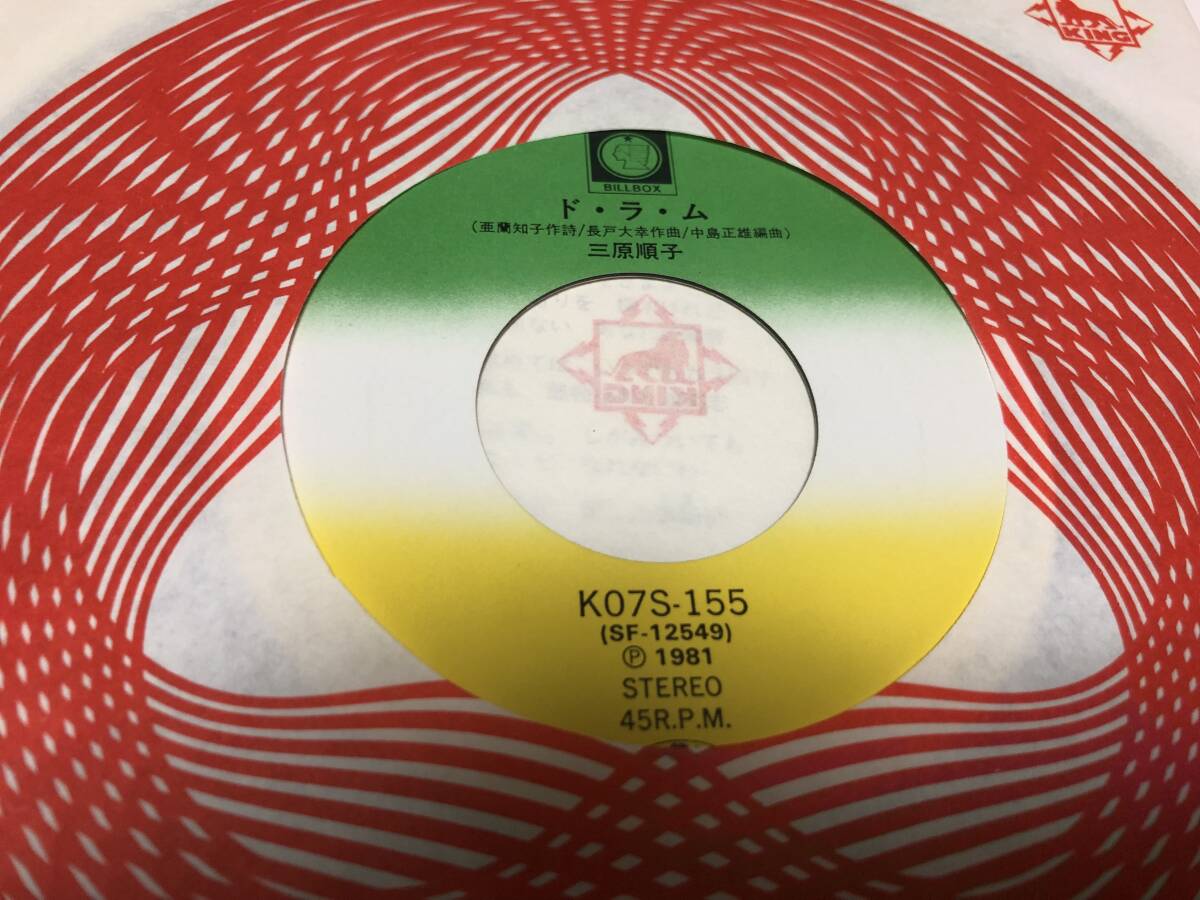 KING
BILLBOX
ド・ラ・ム
(亜蘭知子作詩/長戸大幸作曲/中島正雄編曲)
三原順子
KING
K07S-155
(SF-12549)
Ⓟ 1981
STEREO
45R.P.M.